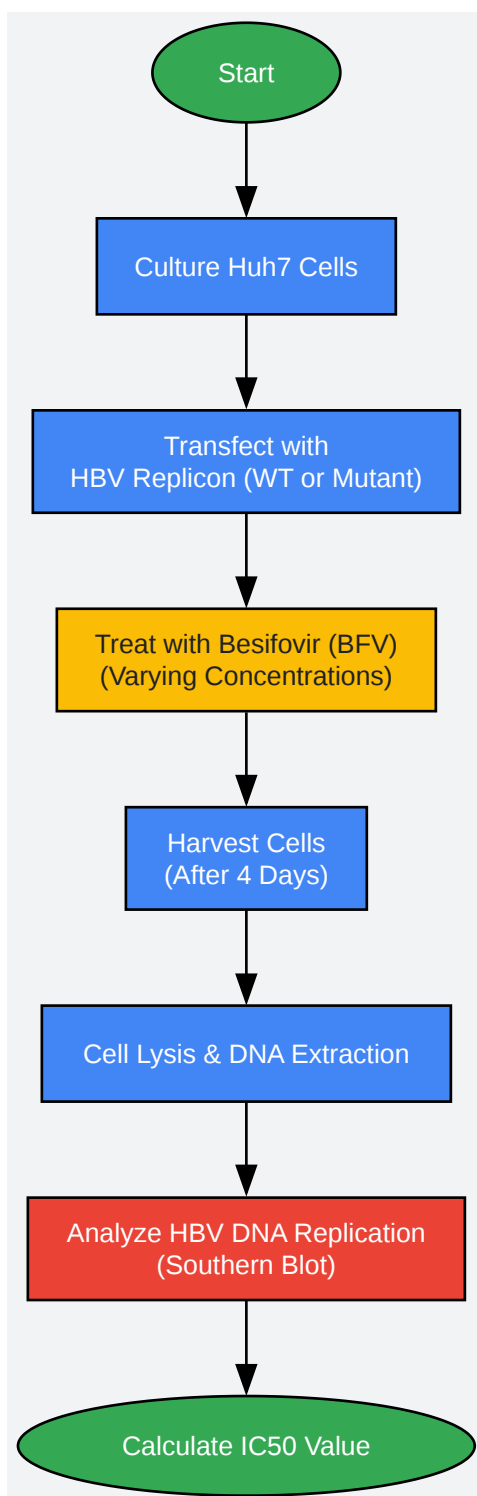 Start
Culture Huh7 Cells
Transfect with
HBV Replicon (WT or Mutant)
Treat with Besifovir (BFV)
(Varying Concentrations)
Harvest Cells
(After 4 Days)
Cell Lysis & DNA Extraction
Analyze HBV DNA Replication
(Southern Blot)
Calculate IC50 Value